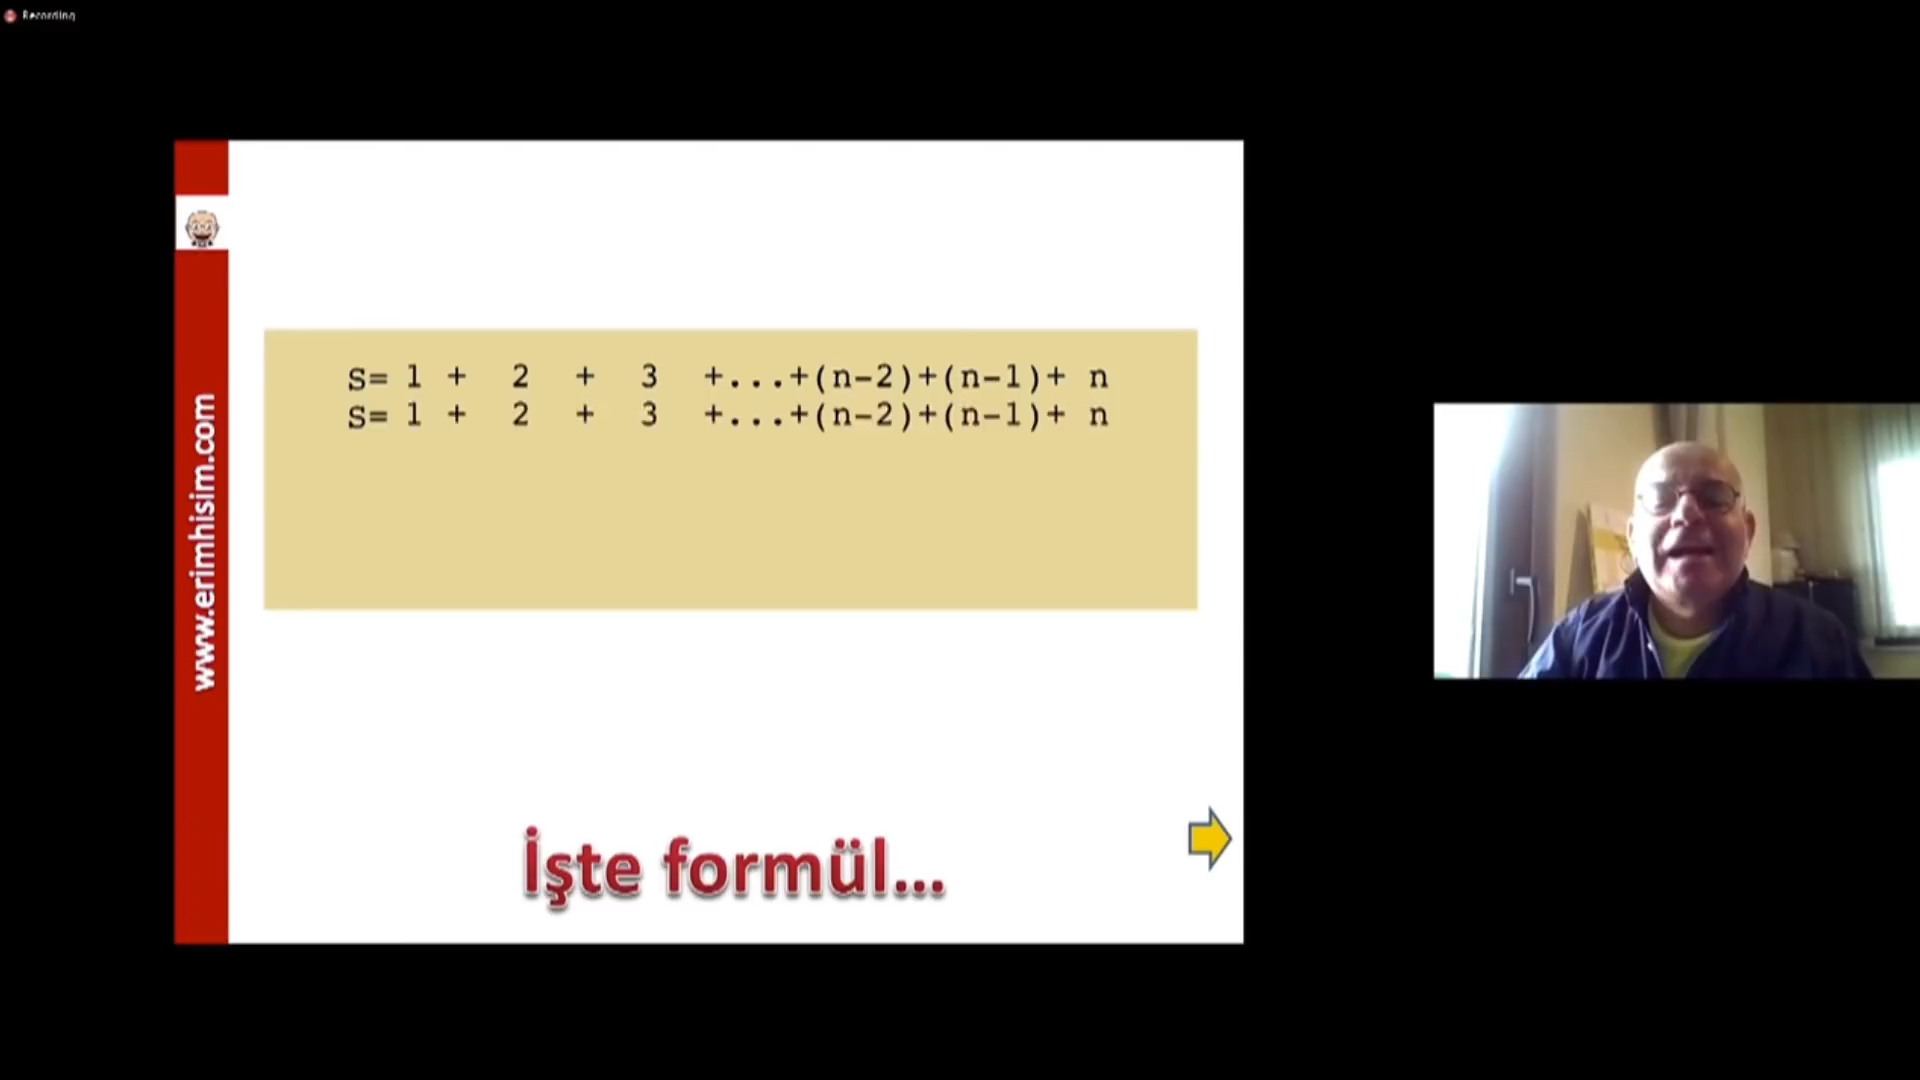 Recording
www.erimhisim.com
S= 1 + 2 + 3 +...+(n-2)+(n-1)+ n
S= 1 + 2 + 3 +...+(n-2)+(n-1)+ n
İşte formül...